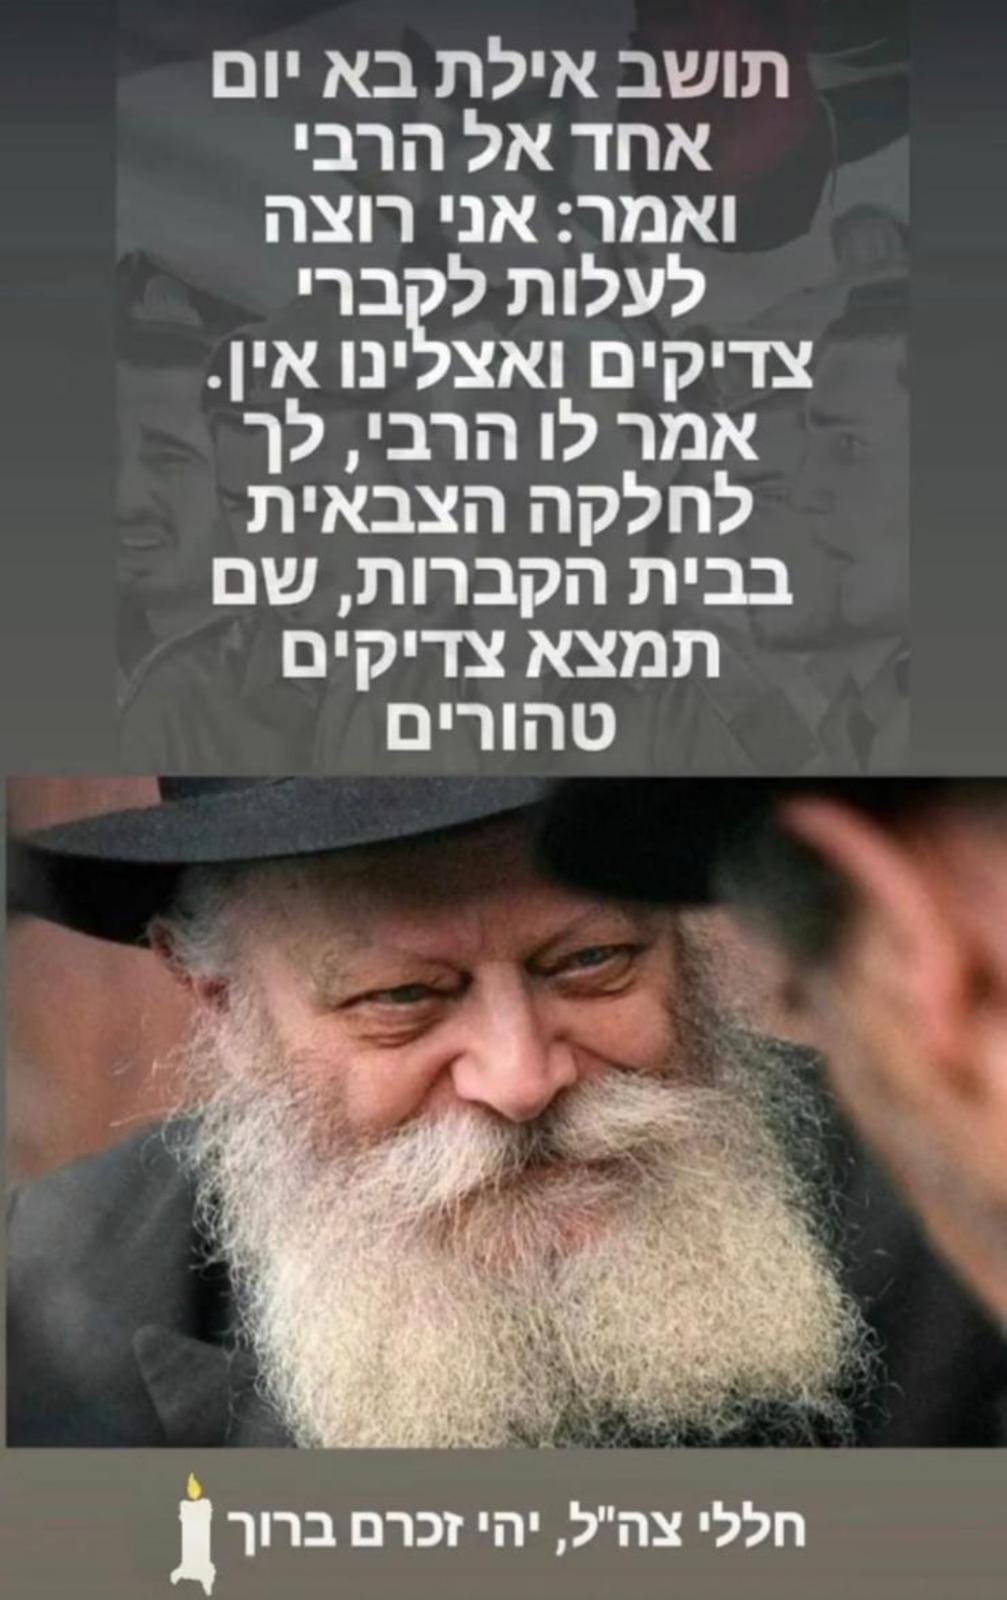 תושב אילת בא יום
אחד אל הרבי
ואמר: אני רוצה
לעלות לקברי
צדיקים ואצלינו אין.
אמר לו הרבי, לך
לחלקה הצבאית
בבית הקברות, שם
תמצא צדיקים
טהורים
חללי צה"ל, יהי זכרם ברוך